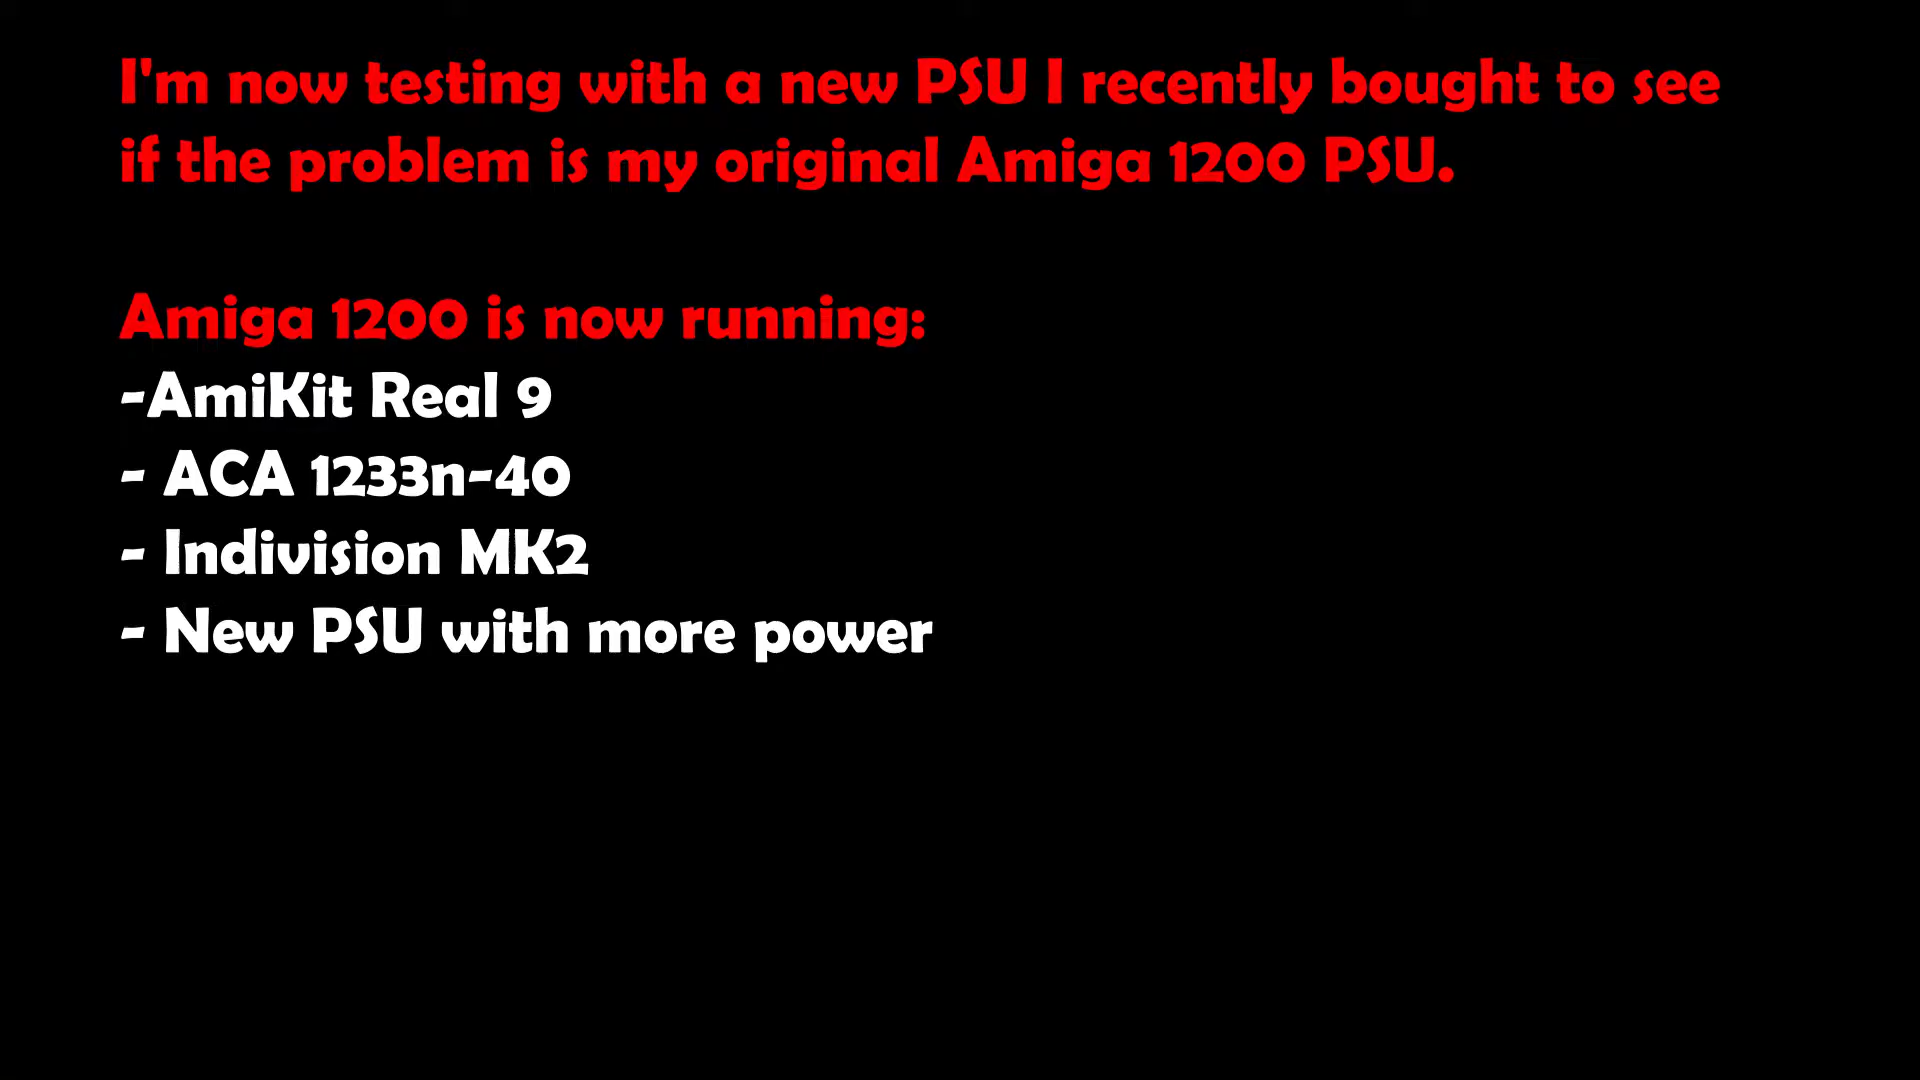 I'm now testing with a new PSU I recently bought to see
if the problem is my original Amiga 1200 PSU.
Amiga 1200 is now running:
-AmiKit Real 9
- ACA 1233n-40
- Indivision MK2
- New PSU with more power